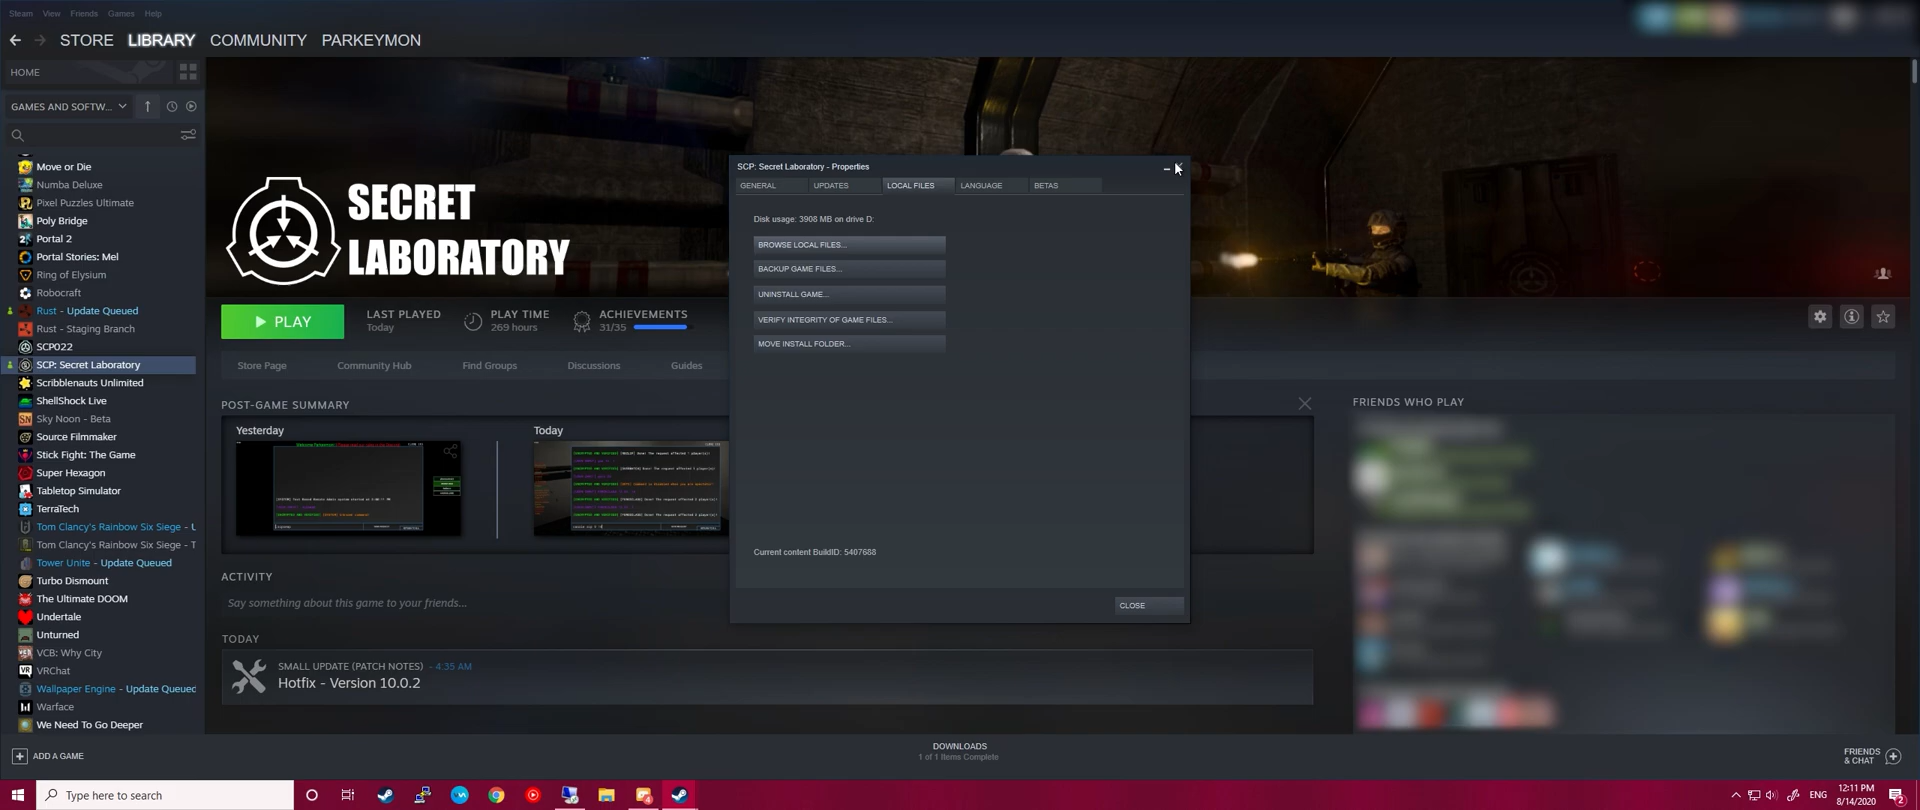 Steam View Friends Games Help
STORE LIBRARY COMMUNITY PARKEYMON
HOME
GAMES AND SOFTW...
Move or Die
Numba Deluxe
Pixel Puzzles Ultimate
Poly Bridge
Portal 2
Portal Stories: Mel
Ring of Elysium
Robocraft
Rust - Update Queued
Rust - Staging Branch
SCP022
SCP: Secret Laboratory
Scribblenauts Unlimited
ShellShock Live
Sky Noon - Beta
Source Filmmaker
Stick Fight: The Game
Super Hexagon
Tabletop Simulator
TerraTech
Tom Clancy's Rainbow Six Siege - U
Tom Clancy's Rainbow Six Siege - T
Tower Unite - Update Queued
Turbo Dismount
The Ultimate DOOM
Undertale
Unturned
VCB: Why City
VRChat
Wallpaper Engine - Update Queued
Warface
We Need To Go Deeper
ADD A GAME
SECRET
LABORATORY
PLAY
LAST PLAYED
Today
PLAY TIME
269 hours
ACHIEVEMENTS
31/35
Store Page Community Hub Find Groups Discussions Guides
POST-GAME SUMMARY
Yesterday
Today
ACTIVITY
Say something about this game to your friends...
TODAY
SMALL UPDATE (PATCH NOTES) - 4:35 AM
Hotfix - Version 10.0.2
SCP: Secret Laboratory - Properties
GENERAL UPDATES LOCAL FILES LANGUAGE BETAS
Disk usage: 3908 MB on drive D:
BROWSE LOCAL FILES...
BACKUP GAME FILES...
UNINSTALL GAME...
VERIFY INTEGRITY OF GAME FILES...
MOVE INSTALL FOLDER...
Current content BuildID: 5407688
CLOSE
FRIENDS WHO PLAY
DOWNLOADS
1 of 1 Items Complete
FRIENDS
& CHAT
Type here to search
ENG
12:11 PM
8/14/2020